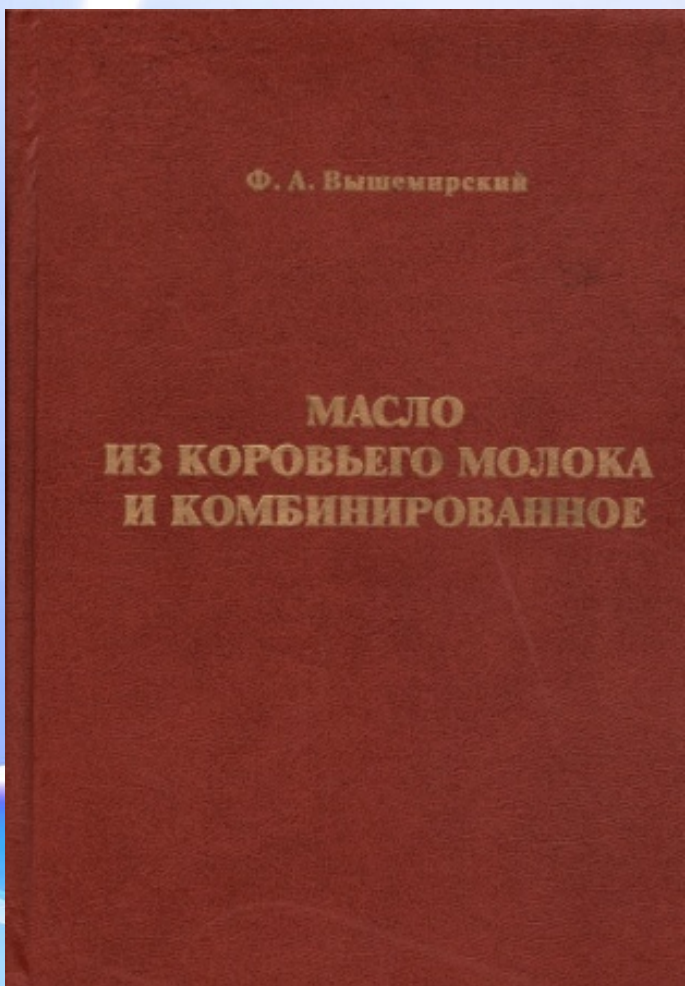 Ф. А. Вышемирский
МАСЛО
ИЗ КОРОВЬЕГО МОЛОКА
И КОМБИНИРОВАННОЕ